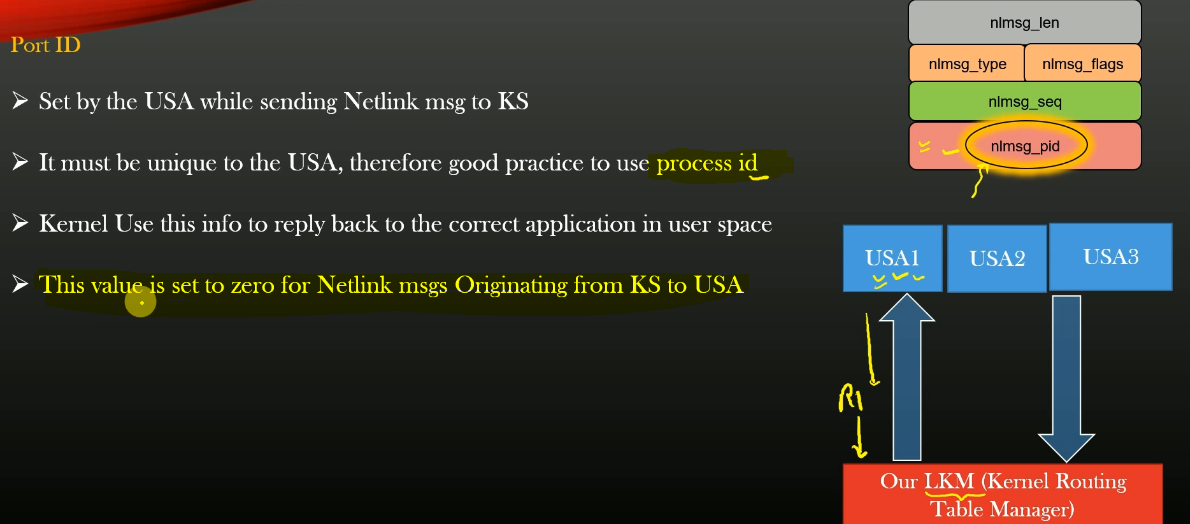 Port ID
➤ Set by the USA while sending Netlink msg to KS
➤ It must be unique to the USA, therefore good practice to use process id
➤ Kernel Use this info to reply back to the correct application in user space
➤ This value is set to zero for Netlink msgs Originating from KS to USA
nlmsg_len
nlmsg_type nlmsg_flags
nlmsg_seq
nlmsg_pid
USA1 USA2 USA3
R1
Our LKM (Kernel Routing
Table Manager)